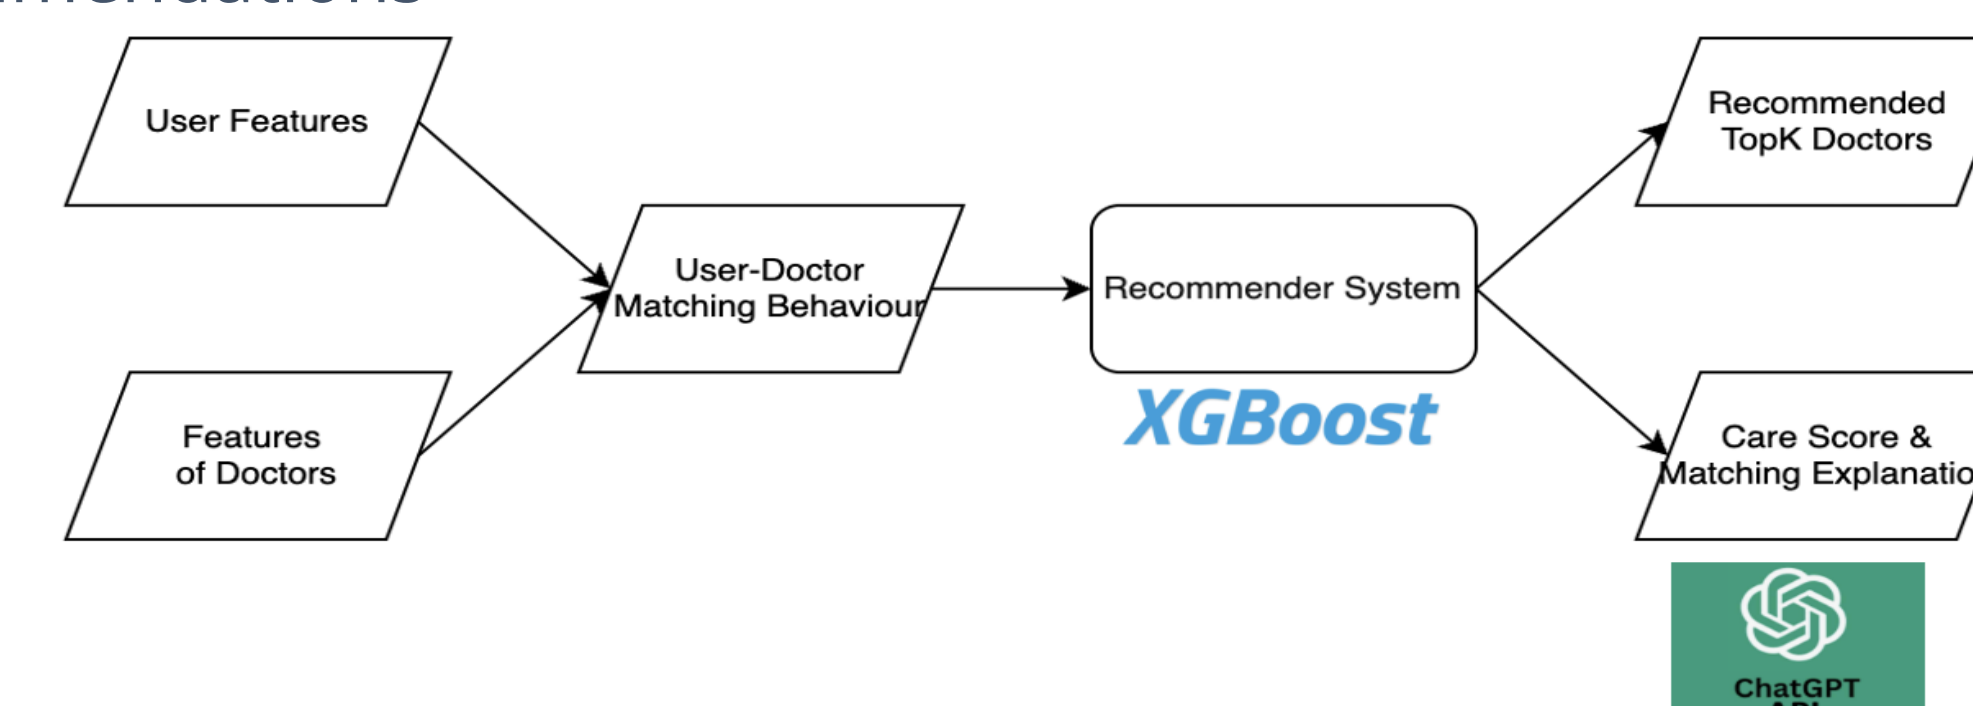 User Features
Recommended
TopK Doctors
User-Doctor
Matching Behaviour
Recommender System
XGBoost
Features
of Doctors
Care Score &
Matching Explanatio
ChatGPT